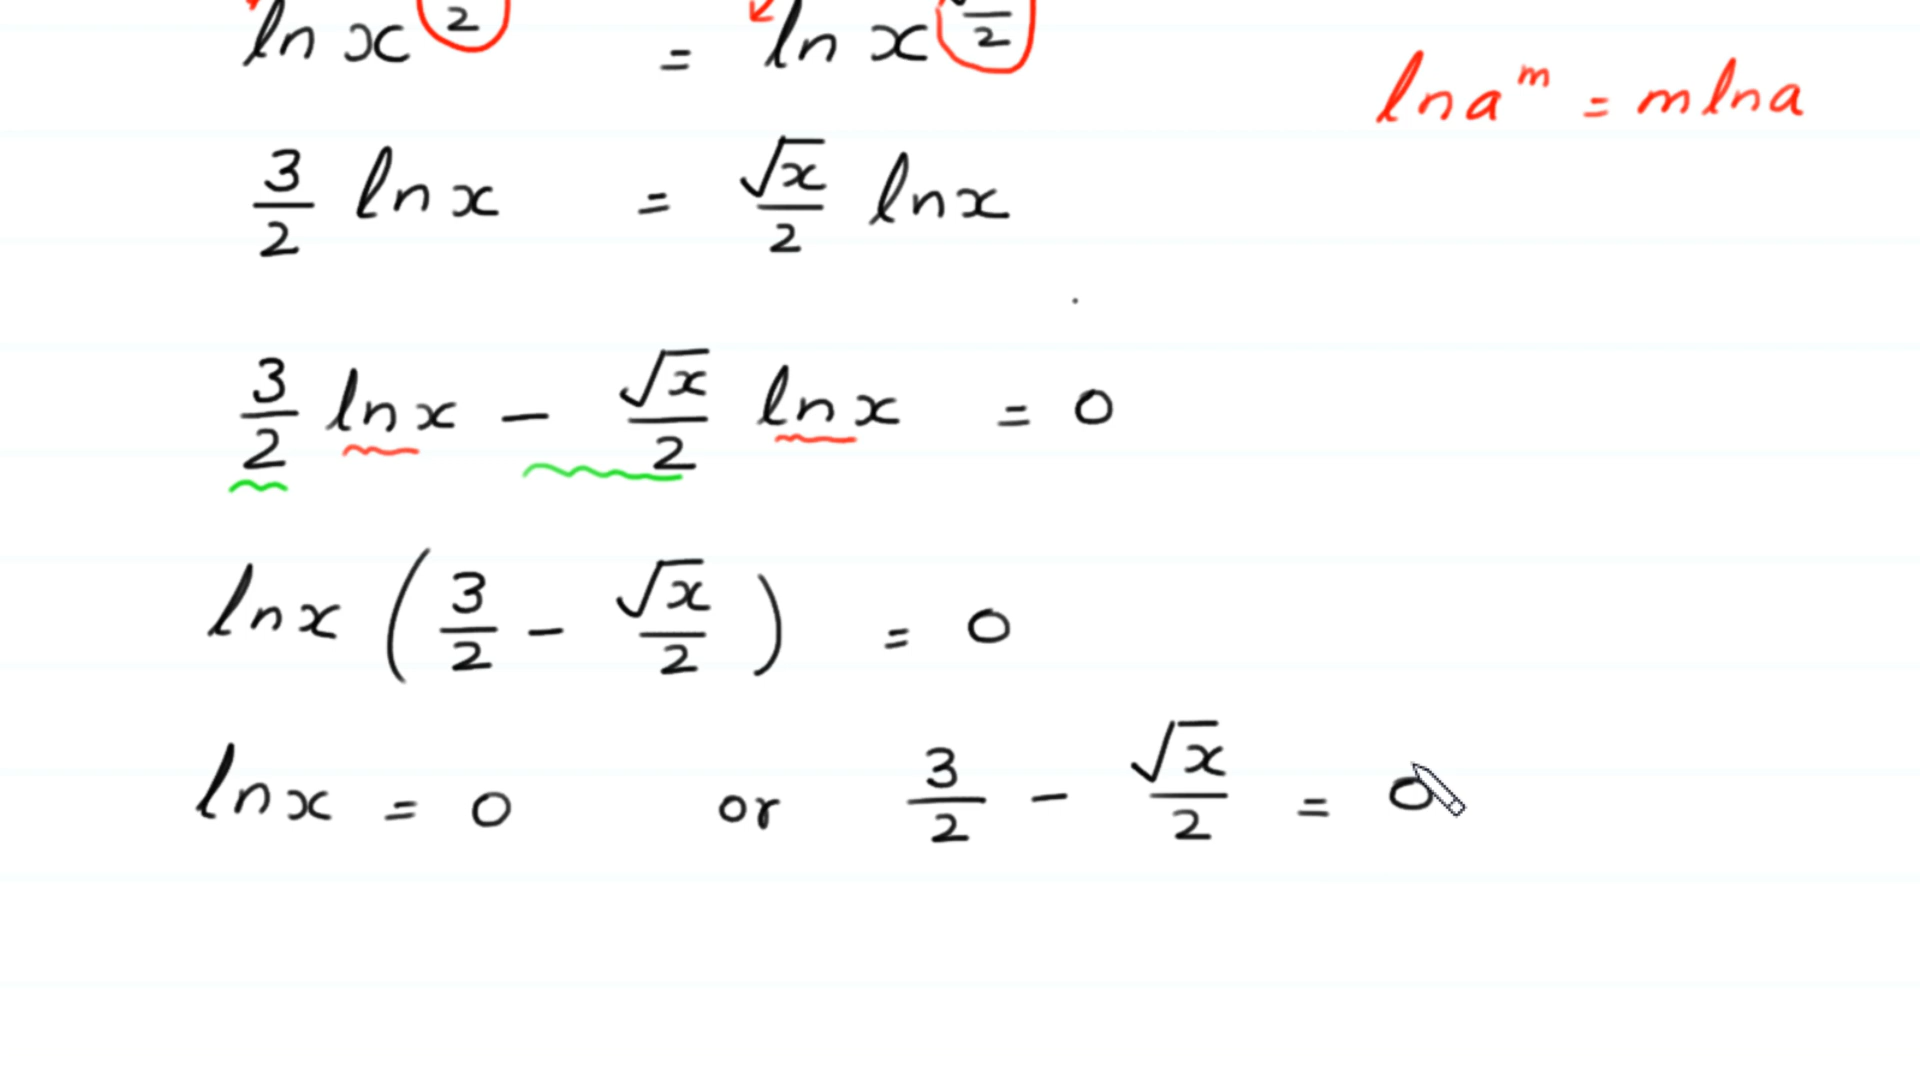 ln x^(/2) = ln x^(√/2)
ln a^m = m ln a
3/2 ln x = √x/2 ln x
3/2 ln x - √x/2 ln x = 0
ln x (3/2 - √x/2) = 0
ln x = 0 or 3/2 - √x/2 = 0